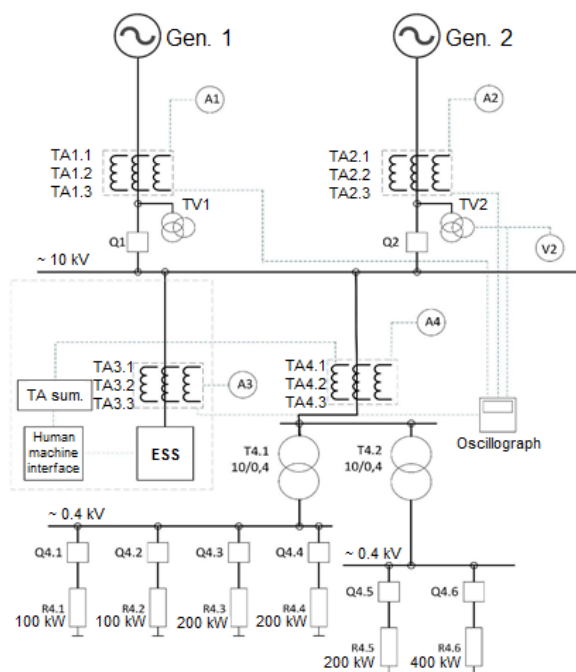 Gen. 1
Gen. 2
A1
A2
TA1.1
TA1.2
TA1.3
TA2.1
TA2.2
TA2.3
TV1
TV2
Q1
Q2
V2
~ 10 kV
A4
TA3.1
TA3.2
TA3.3
TA4.1
TA4.2
TA4.3
A3
TA sum.
Human
machine
interface
ESS
Oscillograph
T4.1
10/0,4
T4.2
10/0,4
~ 0.4 kV
~ 0.4 kV
Q4.1
Q4.2
Q4.3
Q4.4
Q4.5
Q4.6
R4.1
100 kW
R4.2
100 kW
R4.3
200 kW
R4.4
200 kW
R4.5
200 kW
R4.6
400 kW